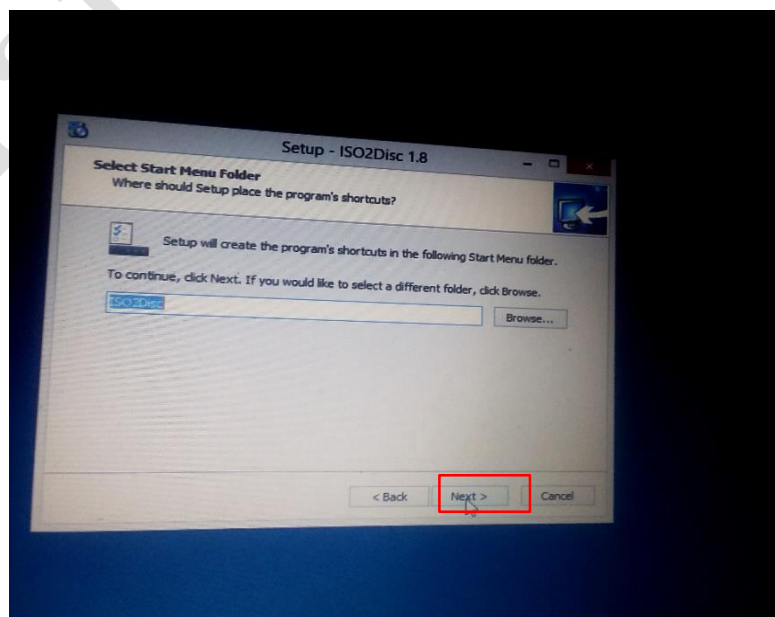 Setup - ISO2Disc 1.8
Select Start Menu Folder
Where should Setup place the program's shortcuts?
Setup will create the program's shortcuts in the following Start Menu folder.
To continue, click Next. If you would like to select a different folder, click Browse.
ISO2Disc
Browse...
< Back
Next >
Cancel